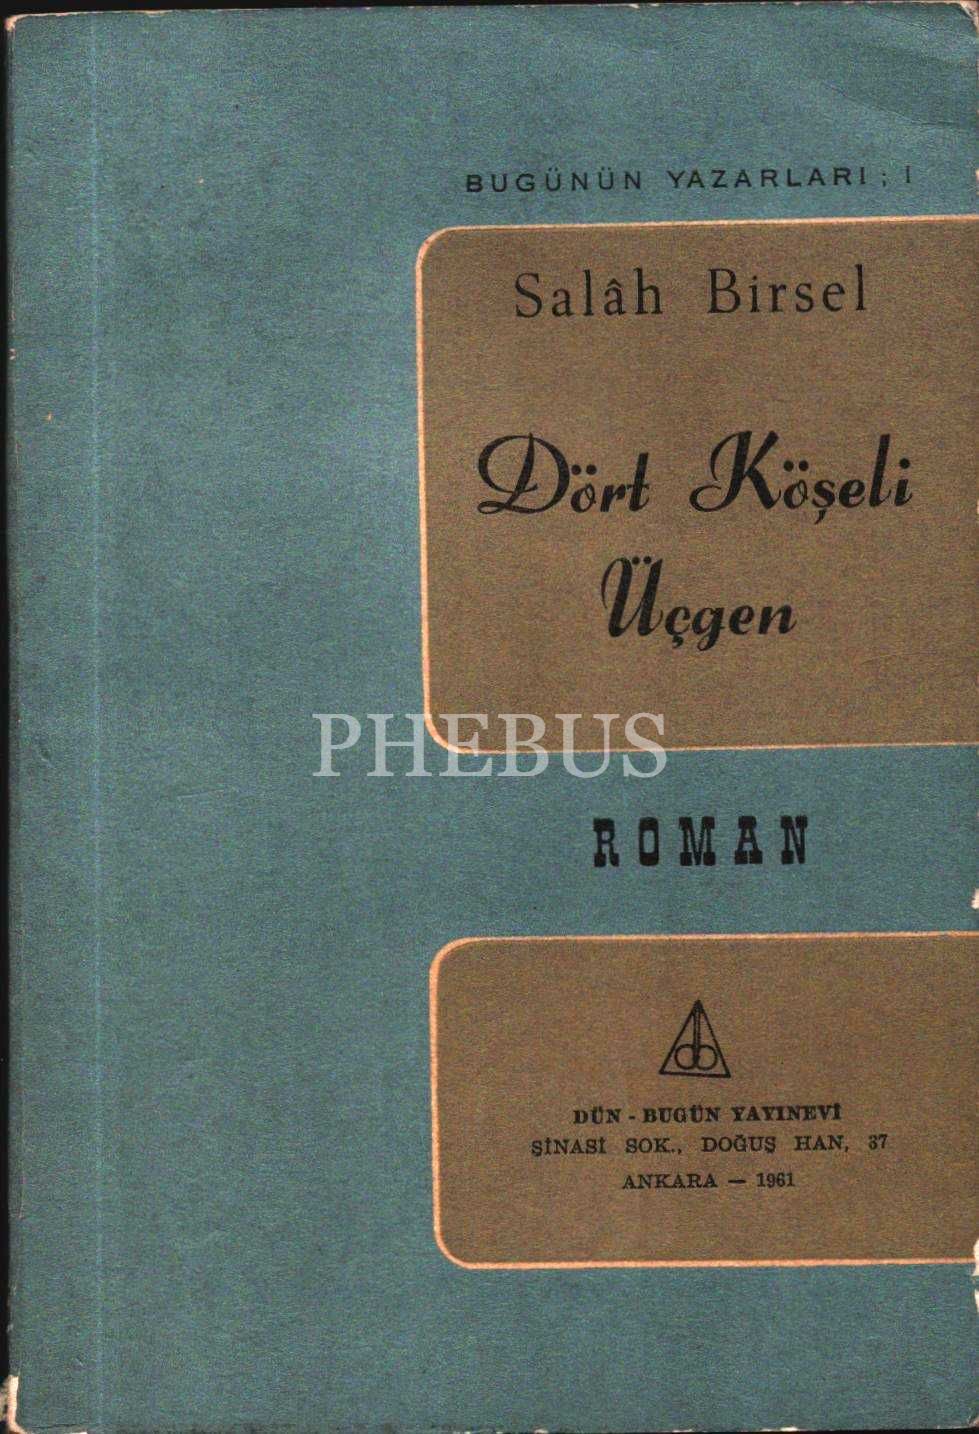 BUGÜNÜN YAZARLARI ; I
Salâh Birsel
Dört Köşeli
Üçgen
PHEBUS
ROMAN
DÜN - BUGÜN YAYINEVİ
ŞİNASİ SOK., DOĞUŞ HAN, 37
ANKARA — 1961